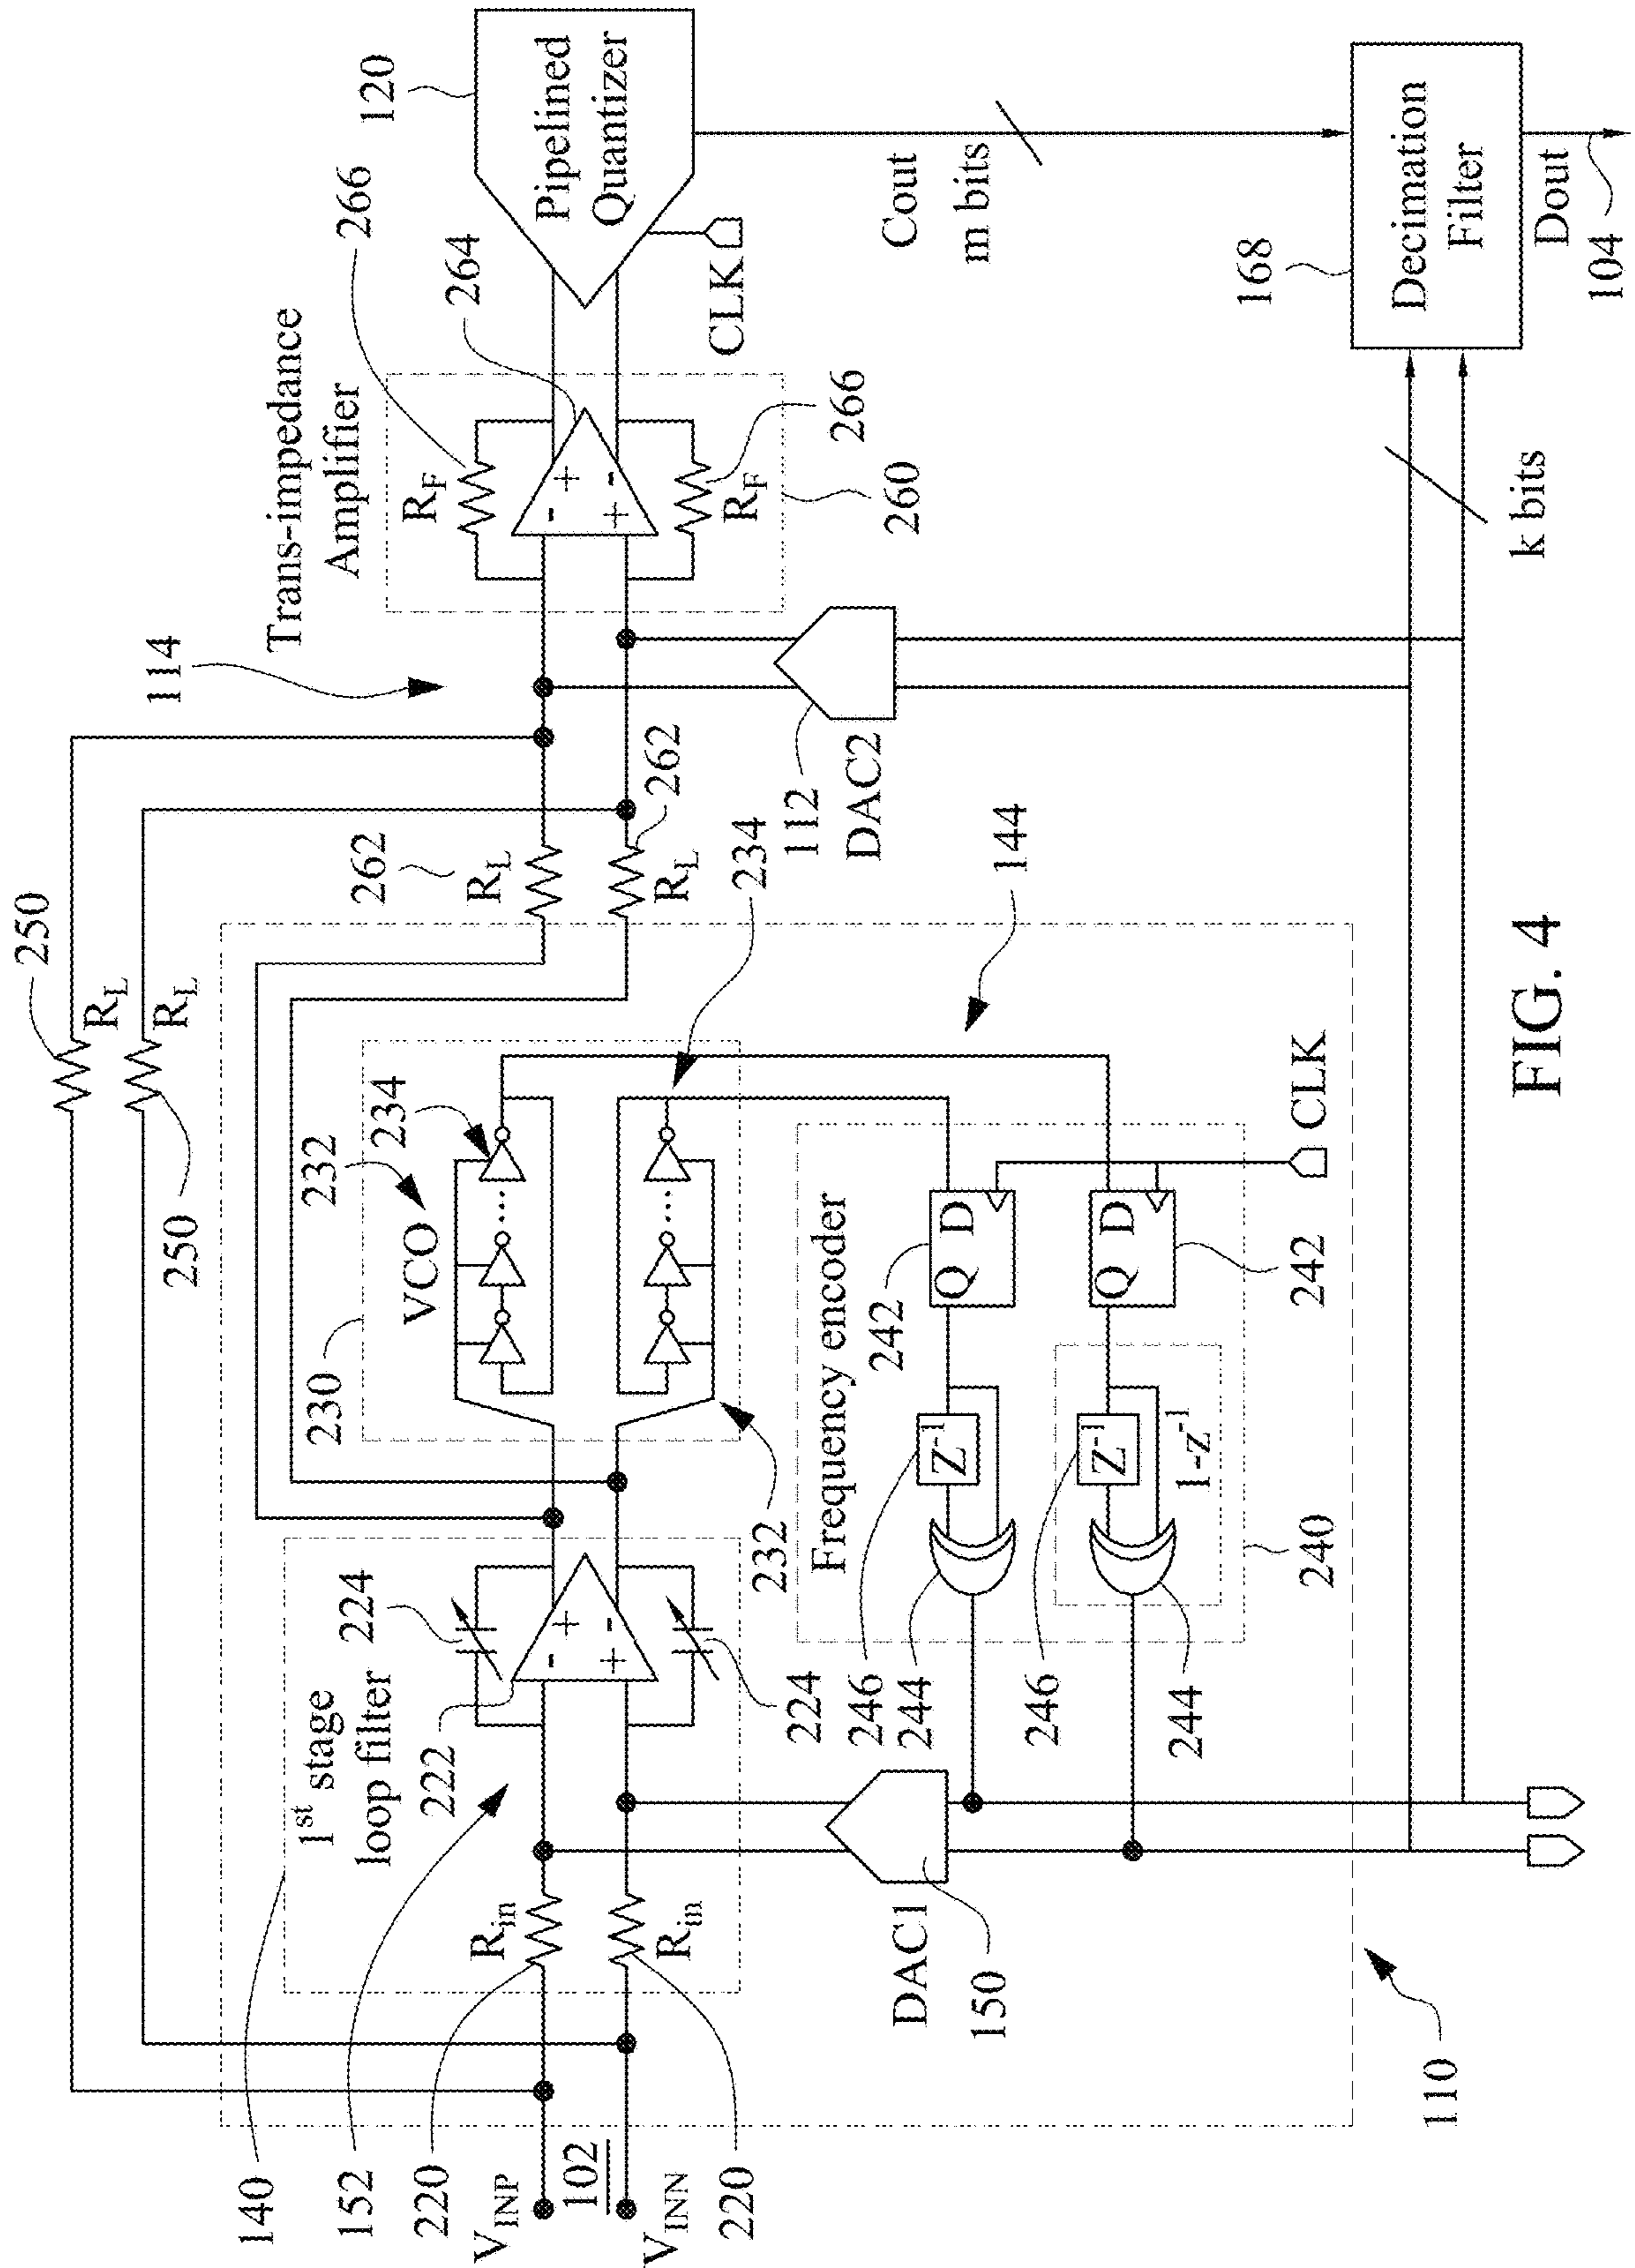 250
250
R_L
R_L
114
Trans-impedance
Amplifier
266
120
R_F
264
Pipelined
Quantizer
CLK
266
R_F
260
262
R_L
262
R_L
234
112
DAC2
144
140
1st stage
loop filter
224
222
152
220
R_in
R_in
220
V_INP
102
V_INN
224
230
232
234
VCO
232
Frequency encoder
242
Q D
Q D
242
Z-1
Z-1
1-z-1
246
244
246
244
240
CLK
DAC1
150
110
Cout
m bits
168
Decimation
Filter
Dout
104
k bits
FIG. 4